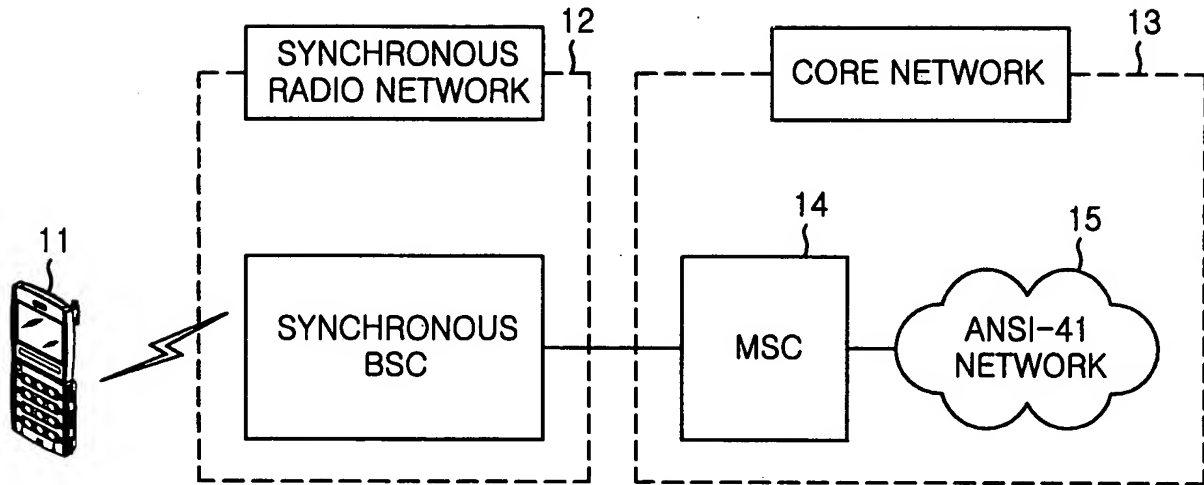 SYNCHRONOUS
RADIO NETWORK
12
CORE NETWORK
13
11
SYNCHRONOUS
BSC
14
MSC
15
ANSI-41
NETWORK